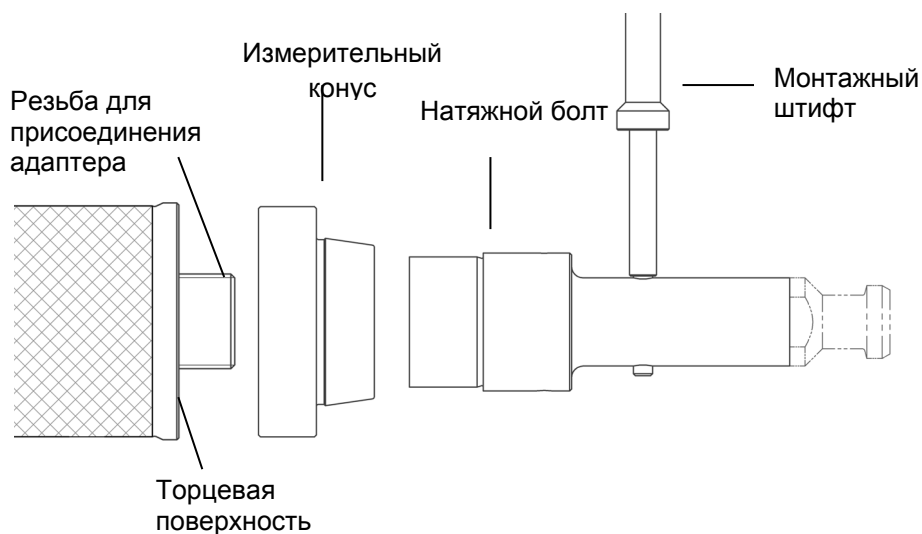 Измерительный
конус
Монтажный
штифт
Резьба для
присоединения
адаптера
Натяжной болт
Торцевая
поверхность